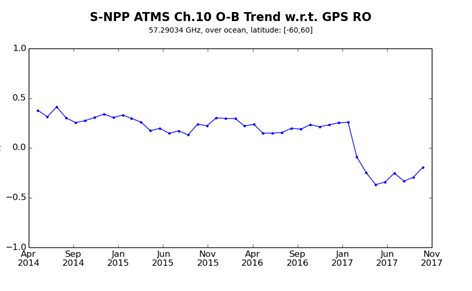 S-NPP ATMS Ch.10 O-B Trend w.r.t. GPS RO
57.29034 GHz, over ocean, latitude: [-60,60]
1.0
0.5
0.0
−0.5
−1.0
Apr Sep Jan Jun Nov Apr Sep Jan Jun Nov
2014 2014 2015 2015 2015 2016 2016 2017 2017 2017